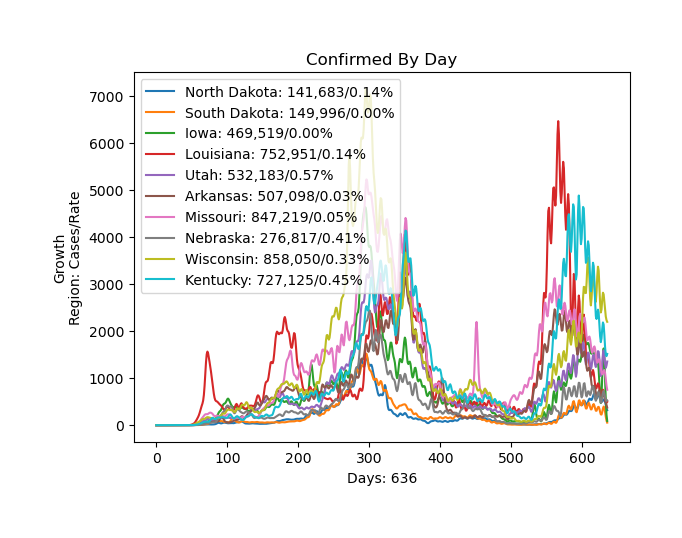 Confirmed By Day
7000
6000
5000
4000
3000
2000
1000
0
Growth
Region: Cases/Rate
North Dakota: 141,683/0.14%
South Dakota: 149,996/0.00%
Iowa: 469,519/0.00%
Louisiana: 752,951/0.14%
Utah: 532,183/0.57%
Arkansas: 507,098/0.03%
Missouri: 847,219/0.05%
Nebraska: 276,817/0.41%
Wisconsin: 858,050/0.33%
Kentucky: 727,125/0.45%
0 100 200 300 400 500 600
Days: 636